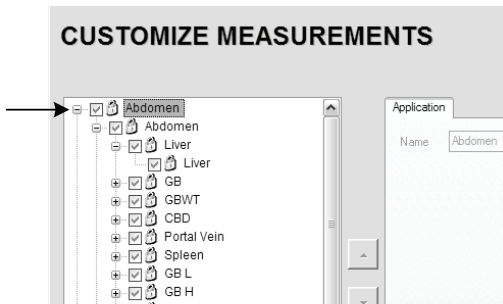 CUSTOMIZE MEASUREMENTS
Abdomen
Abdomen
Liver
Liver
GB
GBWT
CBD
Portal Vein
Spleen
GB L
GB H
Application
Name Abdomen